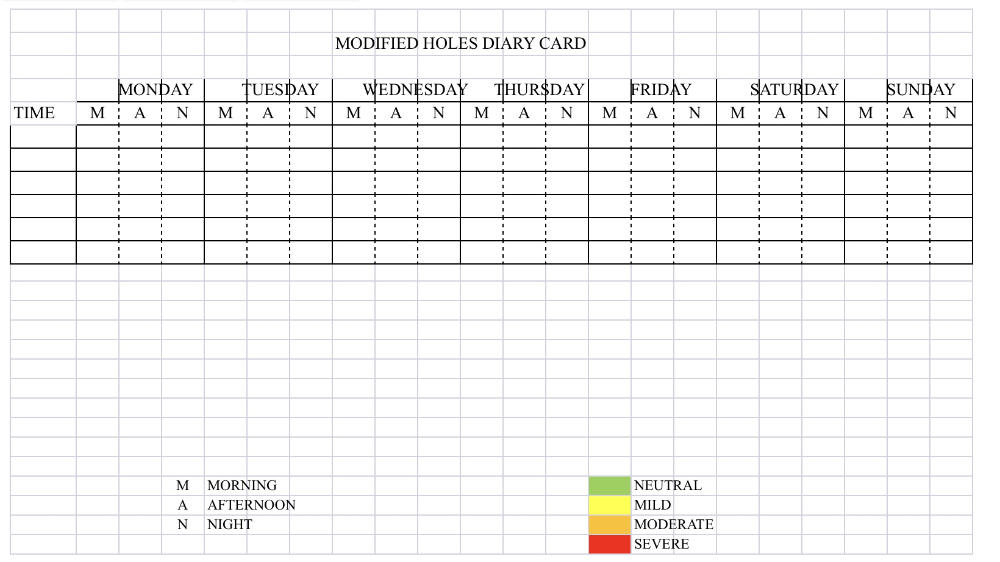 MODIFIED HOLES DIARY CARD
MONDAY TUESDAY WEDNESDAY THURSDAY FRIDAY SATURDAY SUNDAY
TIME M A N M A N M A N M A N M A N M A N M A N
M MORNING NEUTRAL
A AFTERNOON MILD
N NIGHT MODERATE
SEVERE